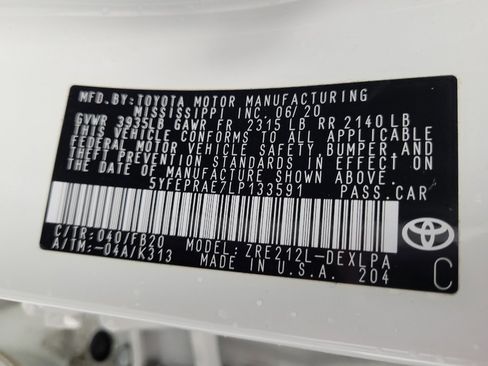 MFD.BY:TOYOTA MOTOR MANUFACTURING
MISSISSIPPI INC. 06/20
GVWR 3935LB GAWR FR 2315 LB RR 2140 LB
THIS VEHICLE CONFORMS TO ALL APPLICABLE
FEDERAL MOTOR VEHICLE SAFETY, BUMPER, AND
THEFT PREVENTION STANDARDS IN EFFECT ON
THE DATE OF MANUFACTURE SHOWN ABOVE.
5YFEPRAE7LP133591 PASS.CAR
C/TR:040/FB20 MODEL: ZRE212L-DEXLPA
A/TM:-04A/K313 MADE IN U.S.A. 204
C
TOYOTA